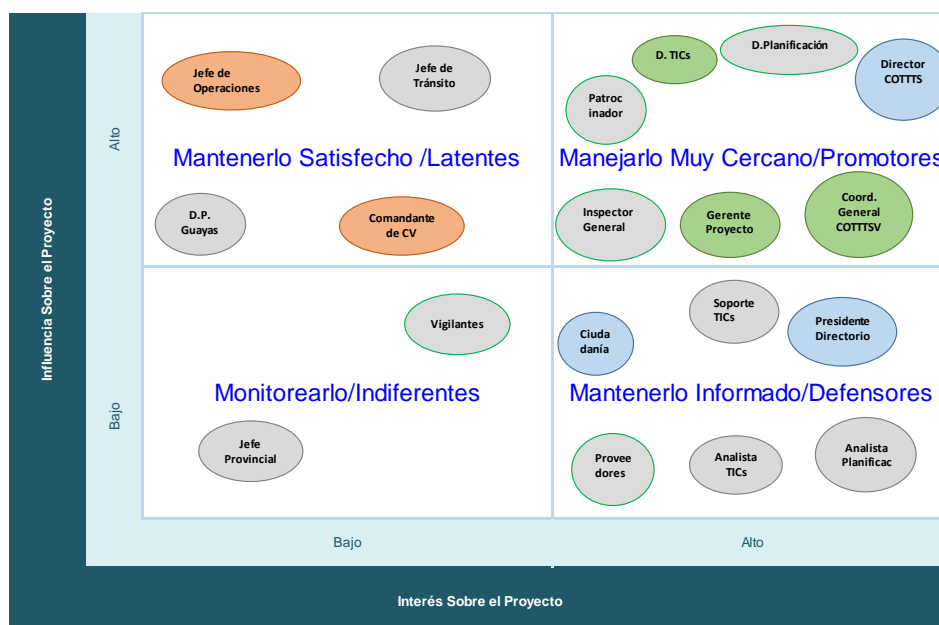 Influencia Sobre el Proyecto
Alto
Jefe de
Operaciones
Jefe de
Tránsito
Mantenerlo Satisfecho /Latentes
D.P.
Guayas
Comandante
de CV
D. TICs
D.Planificación
Director
COTTTS
Patroc
inador
Manejarlo Muy Cercano/Promotores
Inspector
General
Gerente
Proyecto
Coord.
General
COTTTSV
Bajo
Vigilantes
Monitorearlo/Indiferentes
Jefe
Provincial
Ciuda
danía
Soporte
TICs
Presidente
Directorio
Mantenerlo Informado/Defensores
Provee
dores
Analista
TICs
Analista
Planificac
Bajo
Alto
Interés Sobre el Proyecto